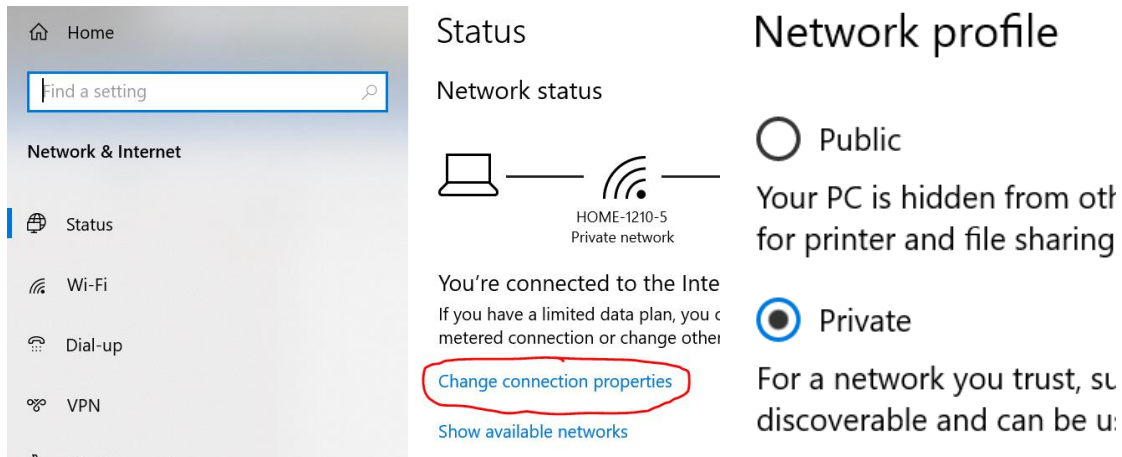 Home
Find a setting
Network & Internet
Status
Wi-Fi
Dial-up
VPN
Status
Network status
HOME-1210-5
Private network
You're connected to the Inte
If you have a limited data plan, you c
metered connection or change other
Change connection properties
Show available networks
Network profile
Public
Your PC is hidden from oth
for printer and file sharing
Private
For a network you trust, su
discoverable and can be u